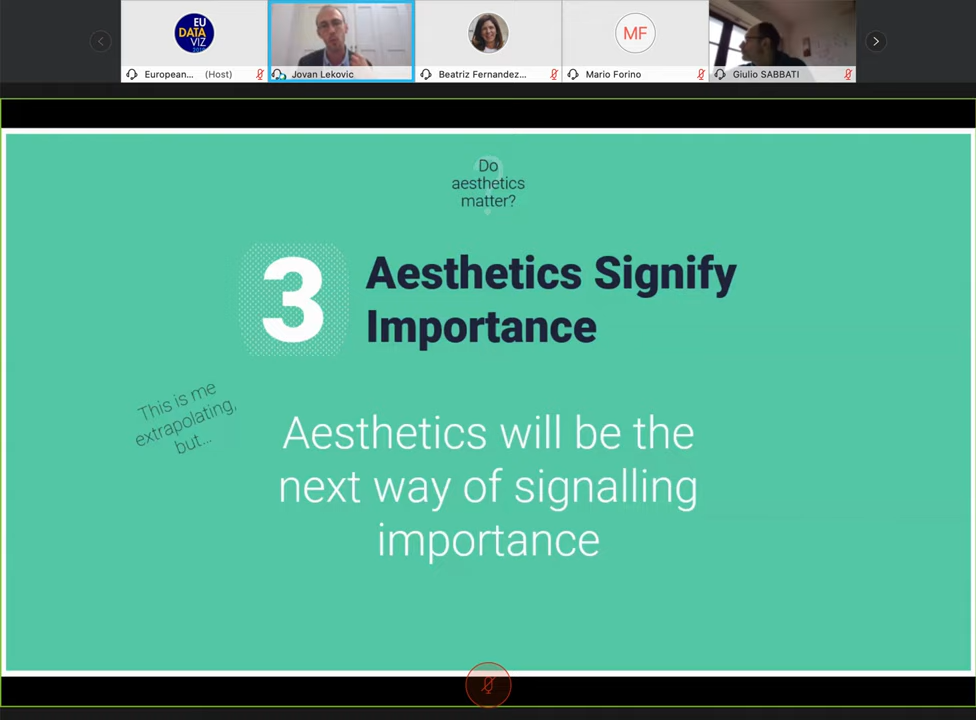 EU
DATA
VIZ
European... (Host)
Jovan Lekovic
Beatriz Fernandez...
MF
Mario Forino
Giulio SABBATI
Do
aesthetics
matter?
3
Aesthetics Signify
Importance
This is me
extrapolating,
but...
Aesthetics will be the
next way of signalling
importance